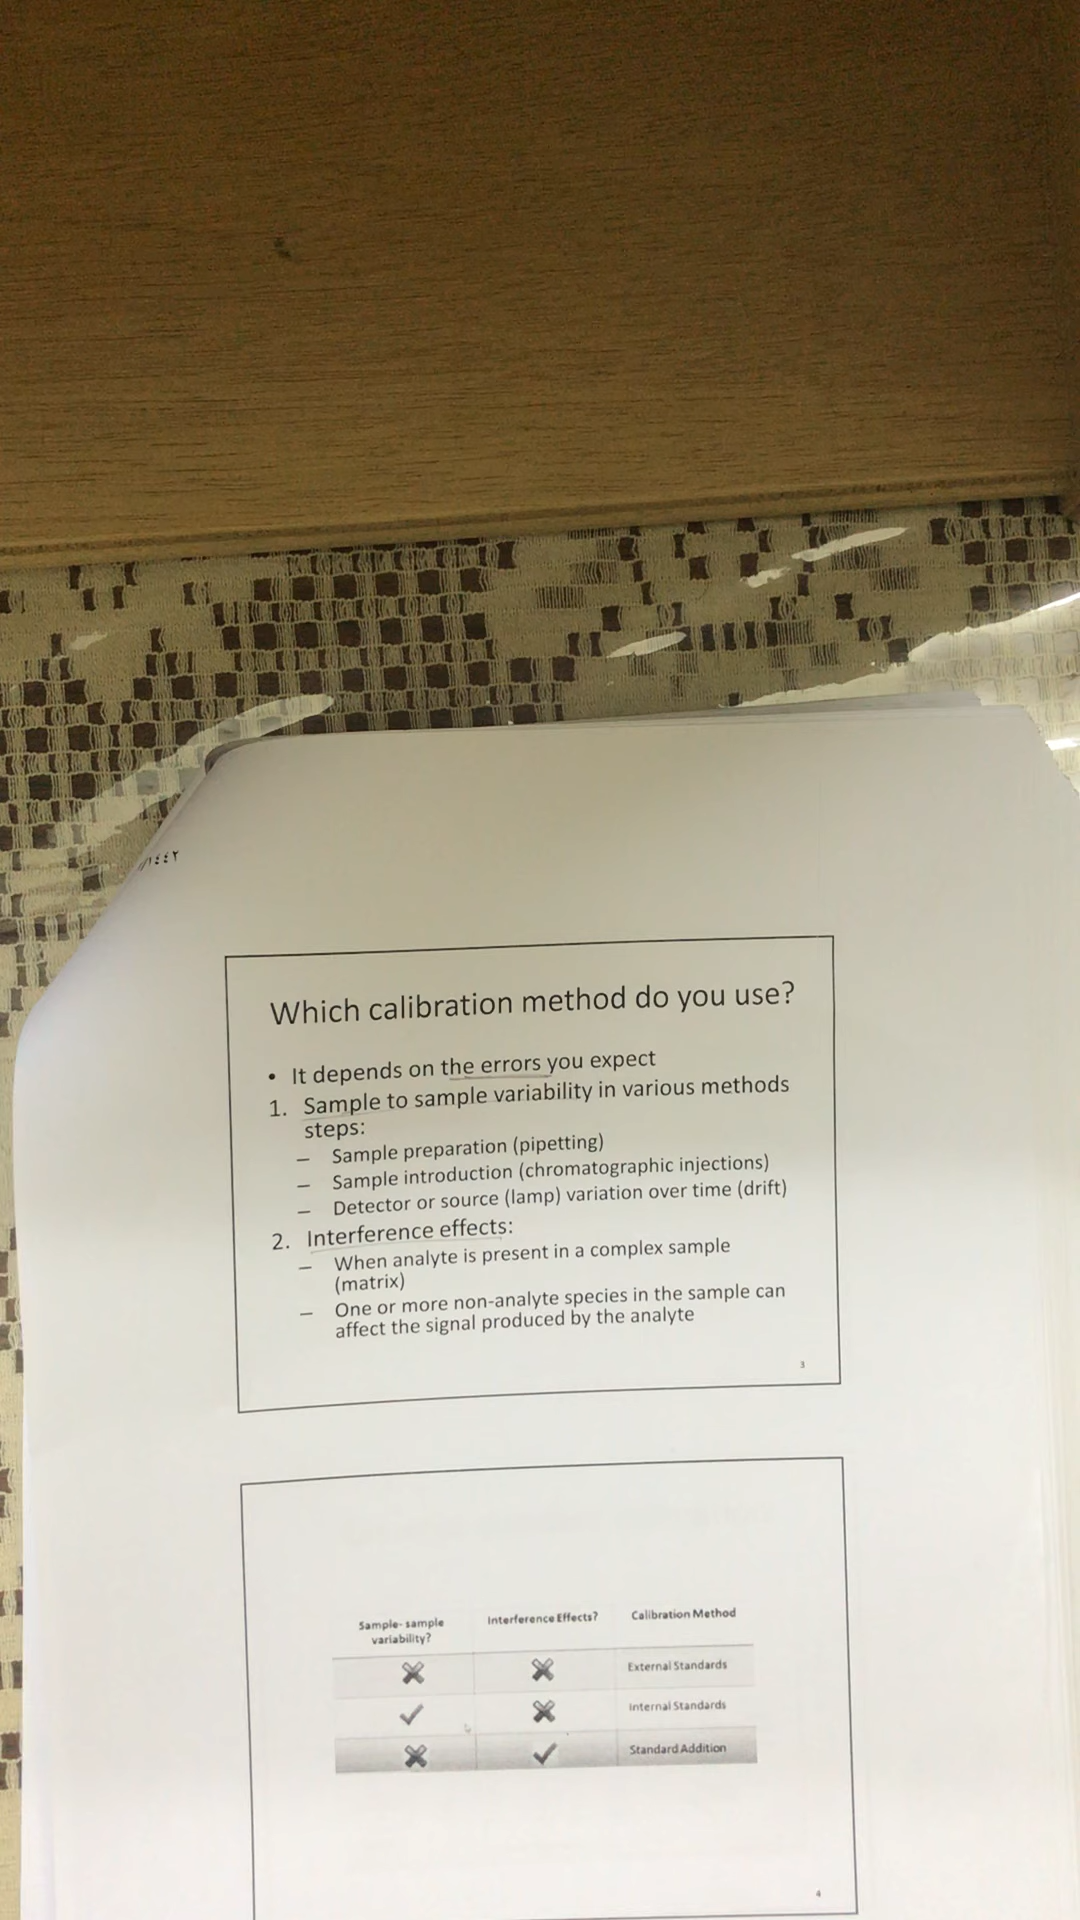 /١٤٤٢
Which calibration method do you use?
• It depends on the errors you expect
1. Sample to sample variability in various methods
steps:
– Sample preparation (pipetting)
– Sample introduction (chromatographic injections)
– Detector or source (lamp) variation over time (drift)
2. Interference effects:
– When analyte is present in a complex sample
(matrix)
– One or more non-analyte species in the sample can
affect the signal produced by the analyte
3
Sample- sample variability? Interference Effects? Calibration Method
✖ ✖ External Standards
✓ ✖ Internal Standards
✖ ✓ Standard Addition
4